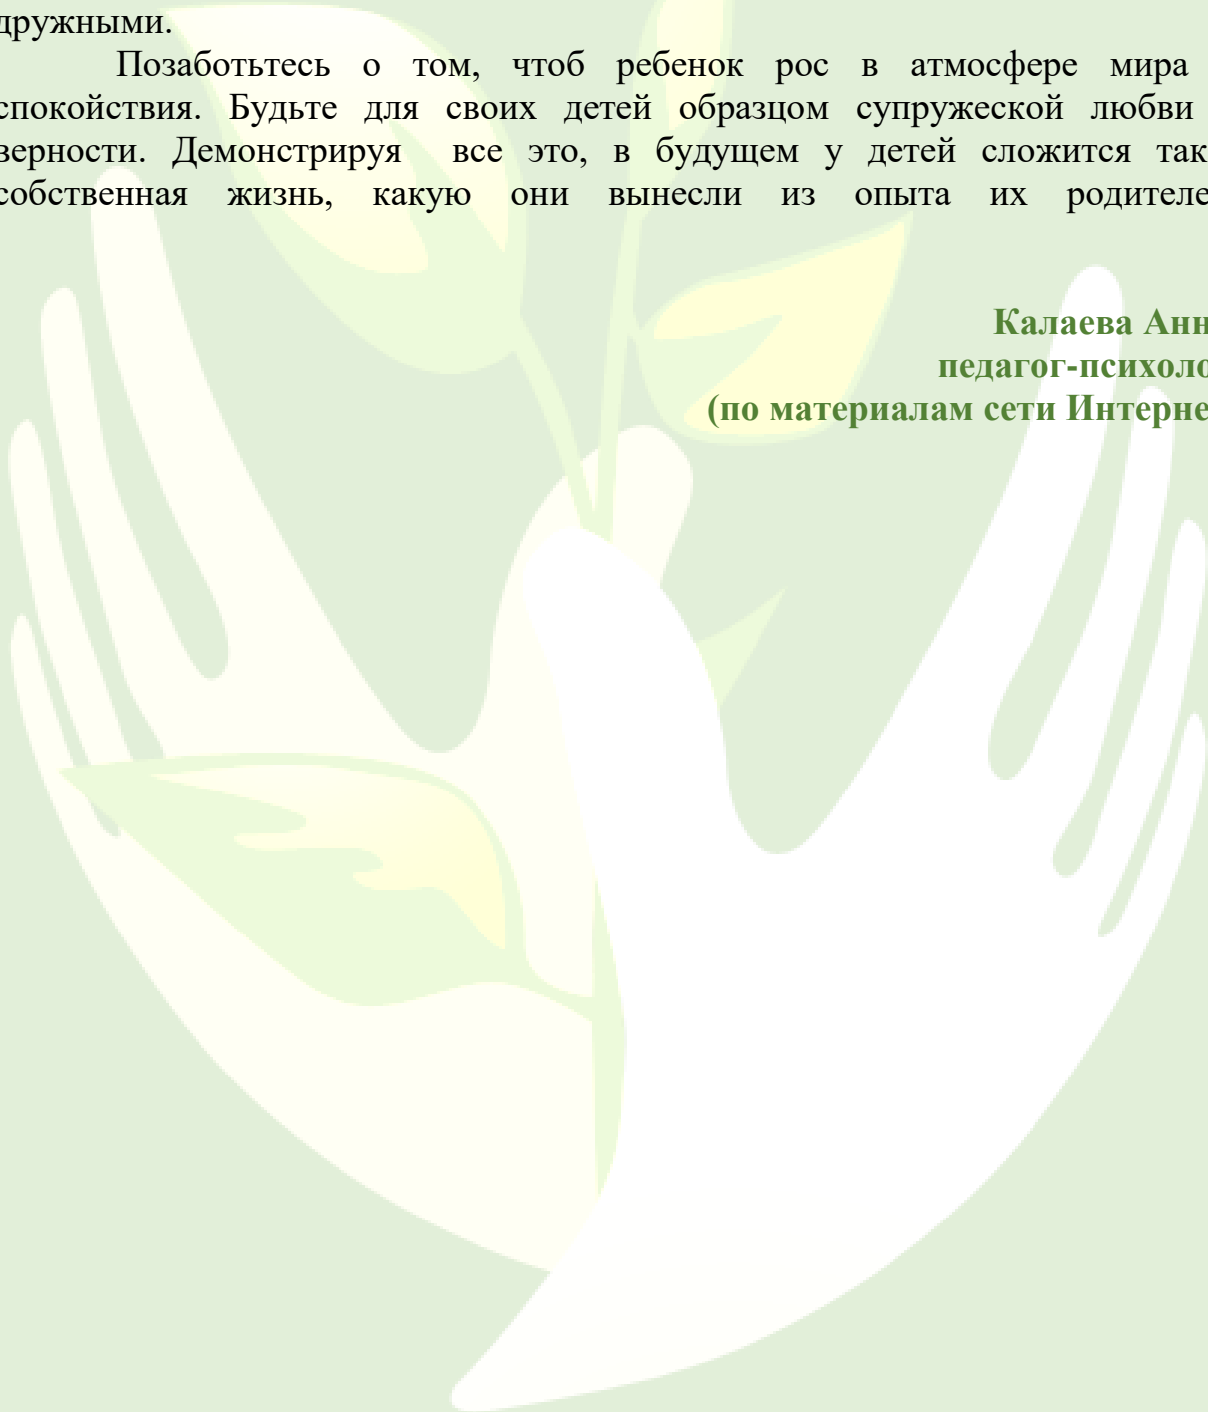 дружными.
Позаботьтесь о том, чтоб ребенок рос в атмосфере мира
спокойствия. Будьте для своих детей образцом супружеской любви
верности. Демонстрируя все это, в будущем у детей сложится так
собственная жизнь, какую они вынесли из опыта их родителе
Калаева Анн
педагог-психоло
(по материалам сети Интерне